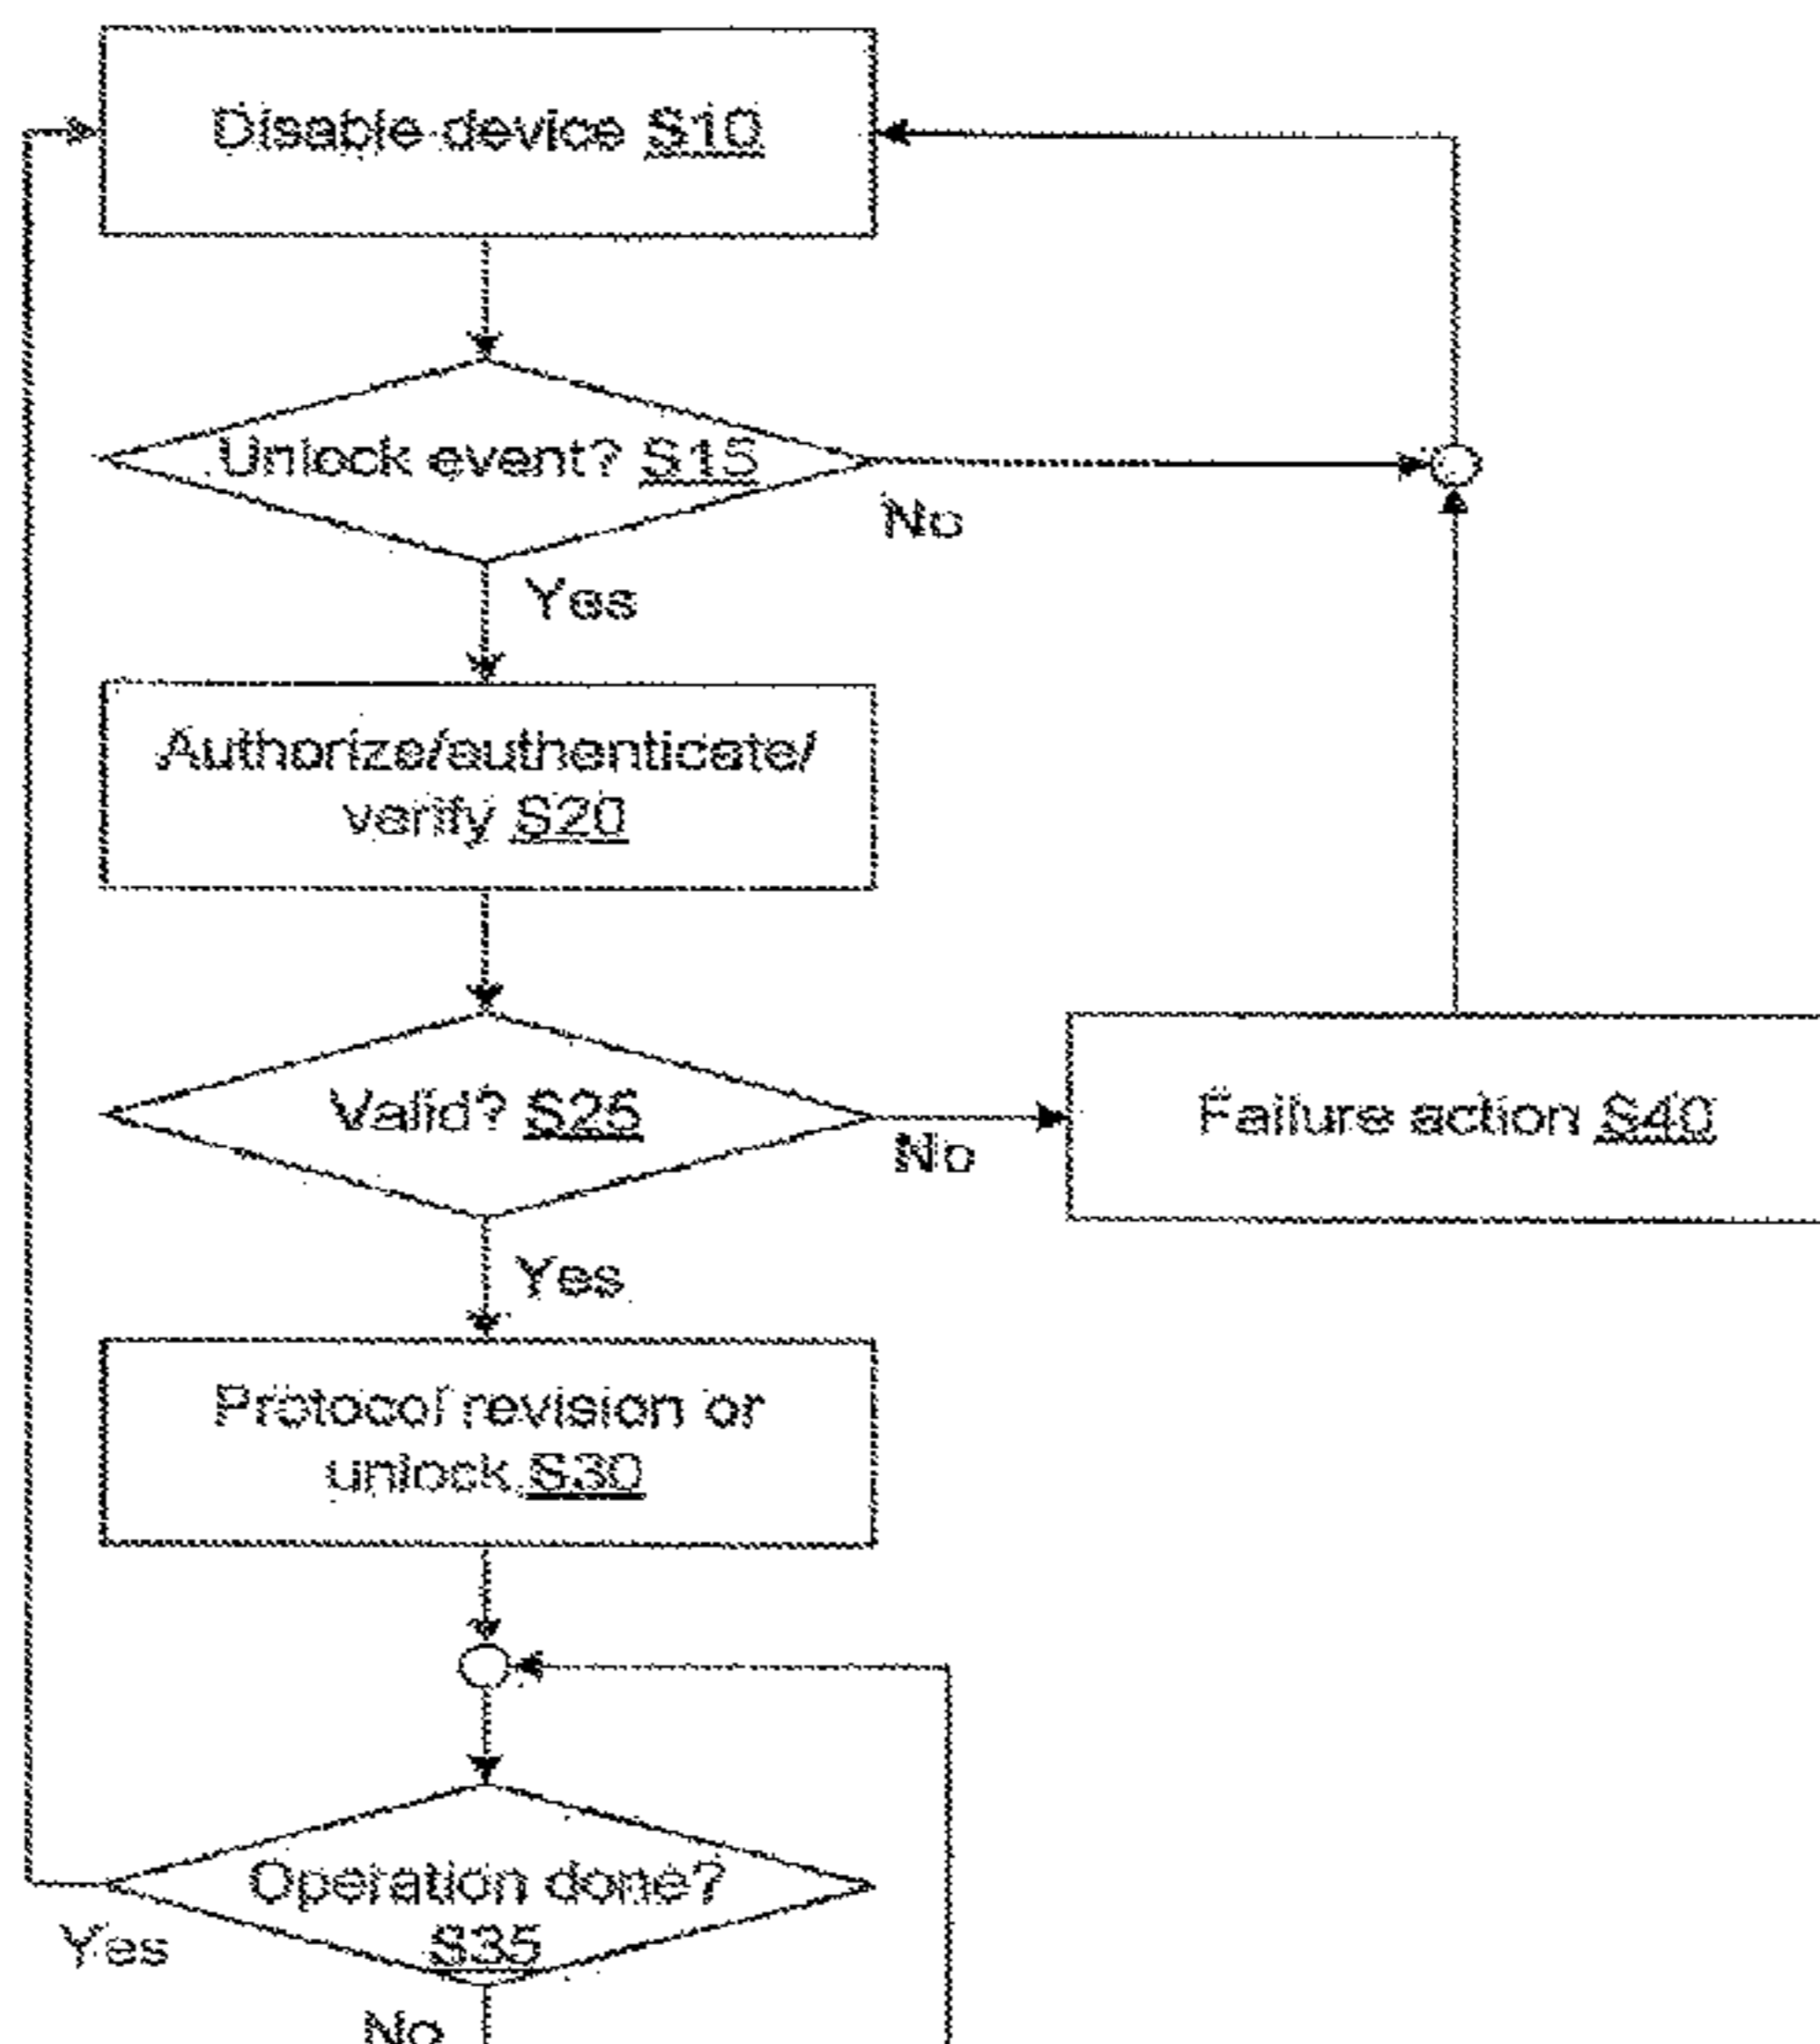 Disable device S10
Unlock event? S15
No
Yes
Authorize/authenticate/
verify S20
Valid? S25
No
Failure action S40
Yes
Protocol revision or
unlock S30
Operation done?
S35
Yes
No